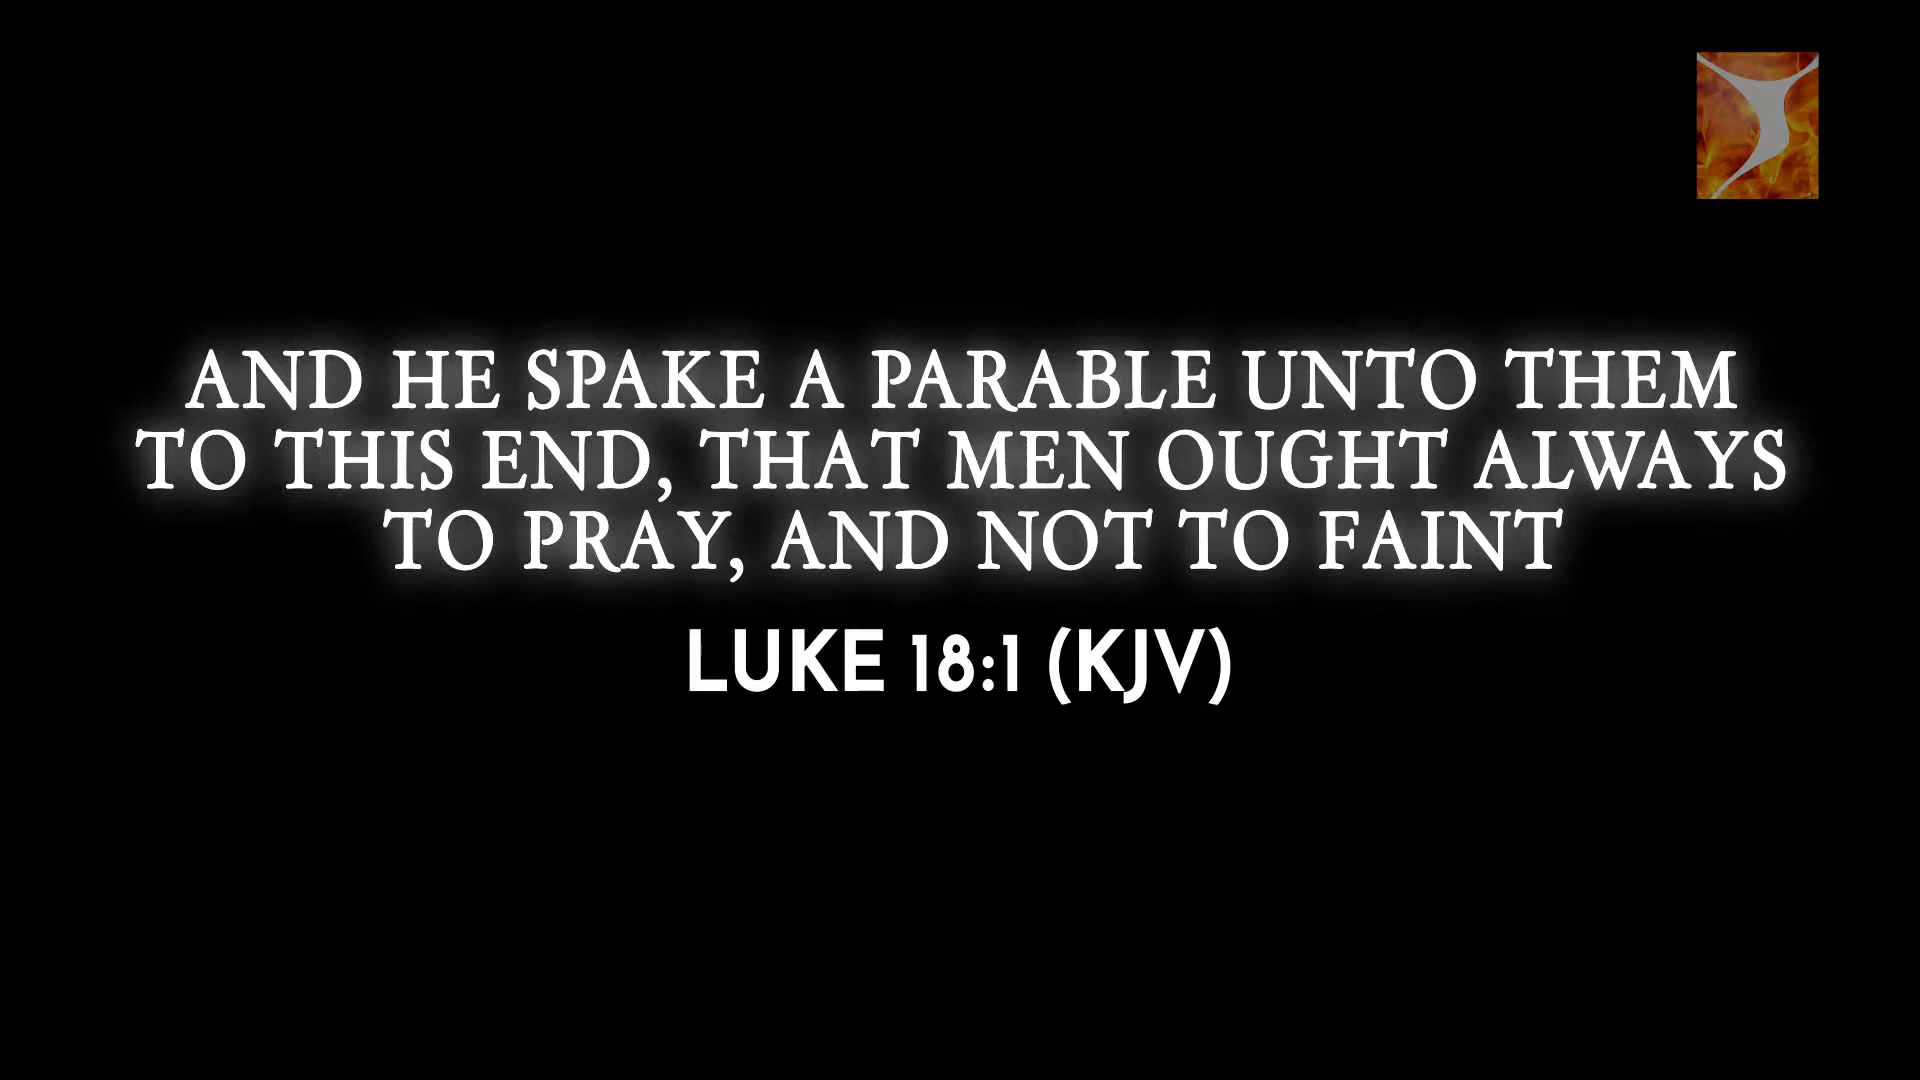 AND HE SPAKE A PARABLE UNTO THEM
TO THIS END, THAT MEN OUGHT ALWAYS
TO PRAY, AND NOT TO FAINT
LUKE 18:1 (KJV)